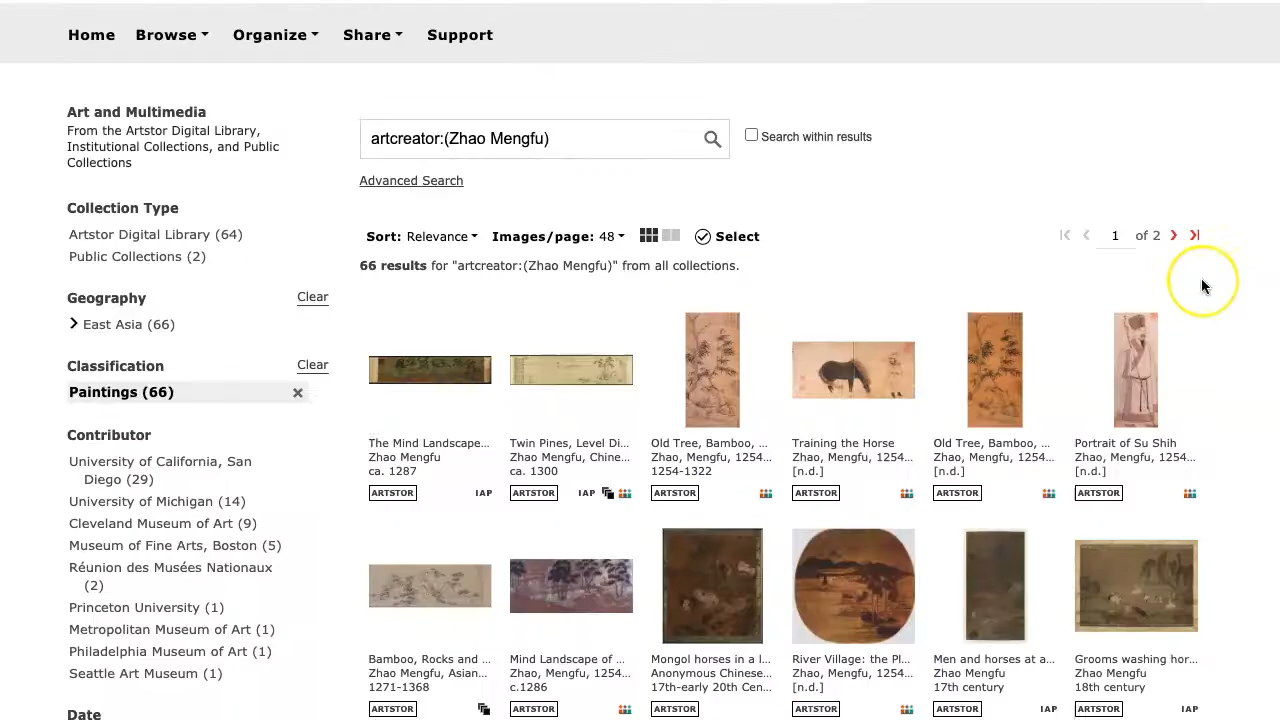 Home Browse Organize Share Support
Art and Multimedia
From the Artstor Digital Library,
Institutional Collections, and Public
Collections
Collection Type
Artstor Digital Library (64)
Public Collections (2)
Geography Clear
East Asia (66)
Classification Clear
Paintings (66)
Contributor
University of California, San
Diego (29)
University of Michigan (14)
Cleveland Museum of Art (9)
Museum of Fine Arts, Boston (5)
Réunion des Musées Nationaux
(2)
Princeton University (1)
Metropolitan Museum of Art (1)
Philadelphia Museum of Art (1)
Seattle Art Museum (1)
Date
artcreator:(Zhao Mengfu)
Search within results
Advanced Search
Sort: Relevance Images/page: 48 Select
1 of 2
66 results for "artcreator:(Zhao Mengfu)" from all collections.
The Mind Landscape...
Zhao Mengfu
ca. 1287
ARTSTOR IAP
Twin Pines, Level Di...
Zhao Mengfu, Chine...
ca. 1300
ARTSTOR IAP
Old Tree, Bamboo, ...
Zhao, Mengfu, 1254...
1254-1322
ARTSTOR
Training the Horse
Zhao, Mengfu, 1254...
[n.d.]
ARTSTOR
Old Tree, Bamboo, ...
Zhao, Mengfu, 1254...
[n.d.]
ARTSTOR
Portrait of Su Shih
Zhao, Mengfu, 1254...
[n.d.]
ARTSTOR
Bamboo, Rocks and ...
Zhao Mengfu, Asian...
1271-1368
ARTSTOR
Mind Landscape of ...
Zhao, Mengfu, 1254...
c.1286
ARTSTOR
Mongol horses in a l...
Anonymous Chinese...
17th-early 20th Cen...
ARTSTOR
River Village: the Pl...
Zhao, Mengfu, 1254...
[n.d.]
ARTSTOR
Men and horses at a...
Zhao Mengfu
17th century
ARTSTOR IAP
Grooms washing hor...
Zhao Mengfu
18th century
ARTSTOR IAP